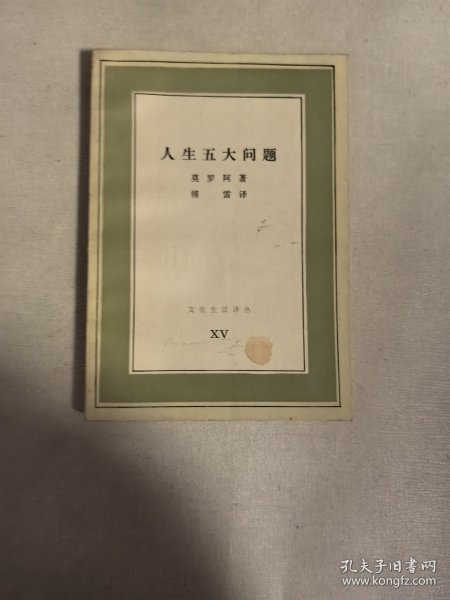 人生五大问题
莫罗阿著
傅雷译
文化生活译丛
XV
孔夫子旧书网
www.kongfz.com